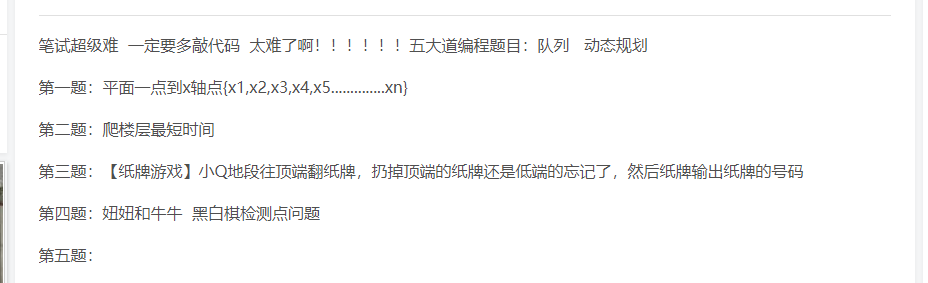 笔试超级难  一定要多敲代码  太难了啊！！！！！！五大道编程题目：队列   动态规划
第一题：平面一点到x轴点{x1,x2,x3,x4,x5..............xn}
第二题：爬楼层最短时间
第三题：【纸牌游戏】小Q地段往顶端翻纸牌，扔掉顶端的纸牌还是低端的忘记了，然后纸牌输出纸牌的号码
第四题：妞妞和牛牛  黑白棋检测点问题
第五题：